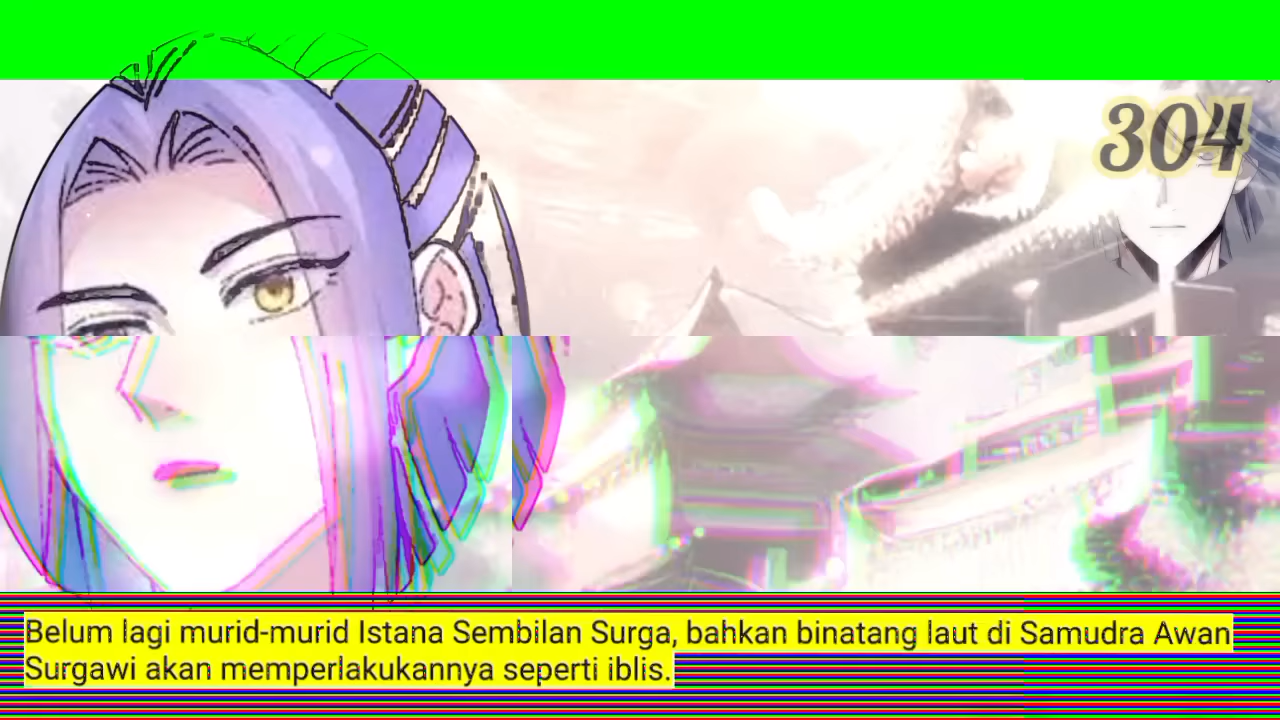 304
Belum lagi murid-murid Istana Sembilan Surga, bahkan binatang laut di Samudra Awan
Surgawi akan memperlakukannya seperti iblis.